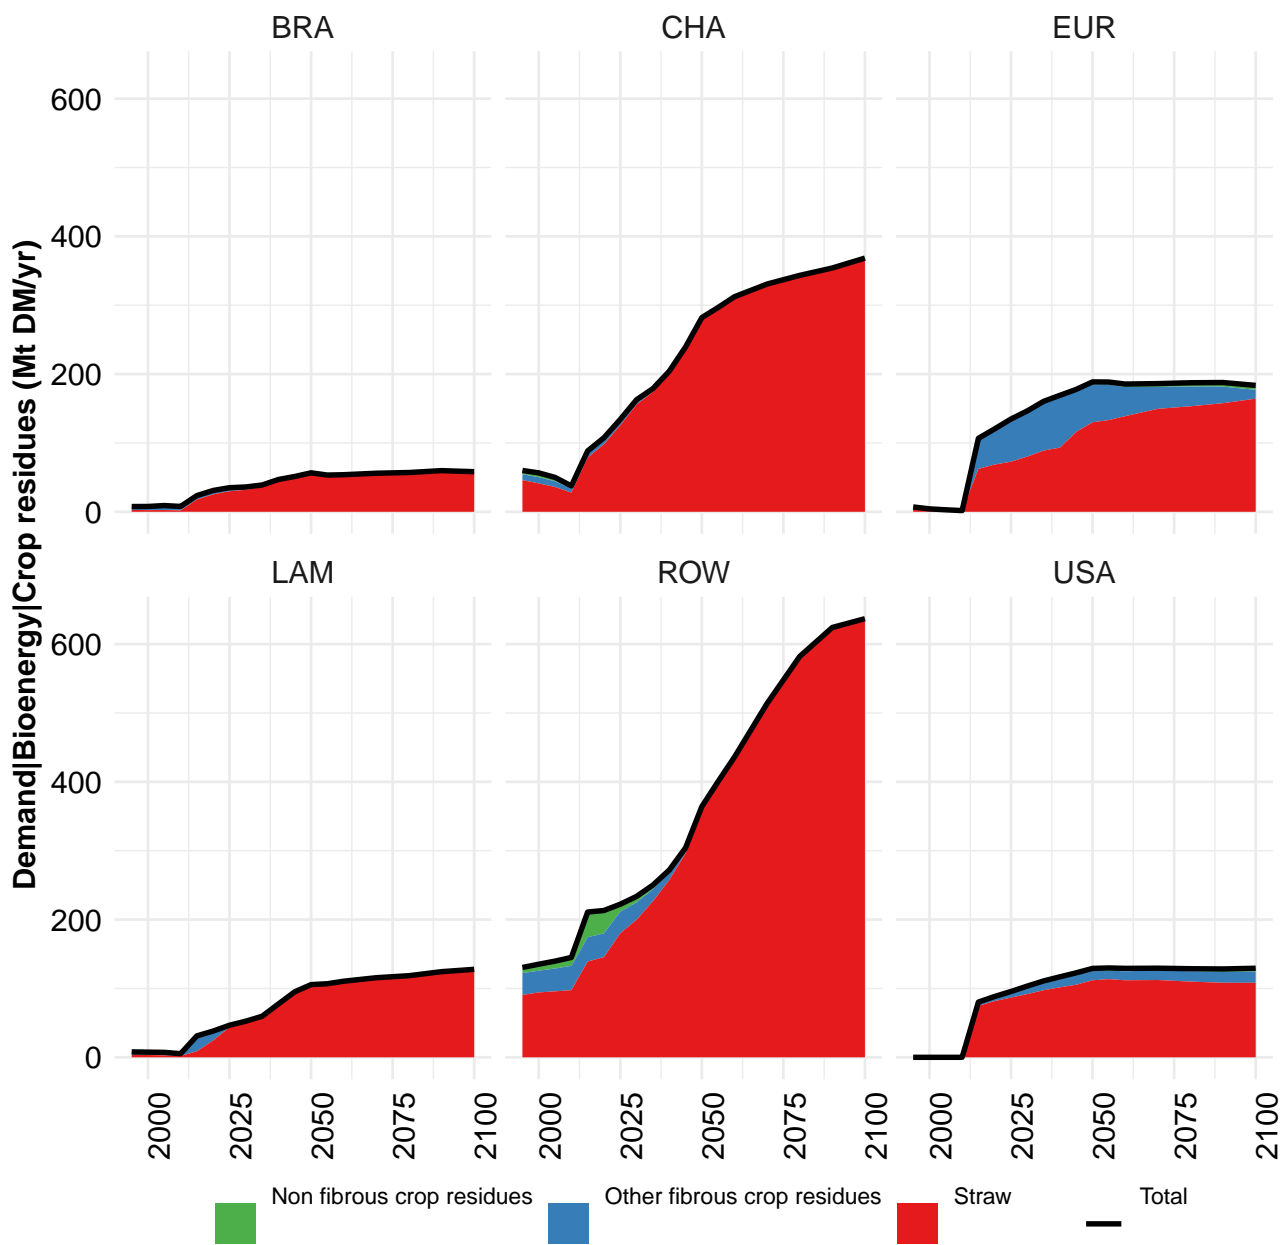 BRA
CHA
EUR
600
400
200
0
LAM
ROW
USA
600
400
200
0
Demand|Bioenergy|Crop residues (Mt DM/yr)
2000
2025
2050
2075
2100
2000
2025
2050
2075
2100
2000
2025
2050
2075
2100
Non fibrous crop residues
Other fibrous crop residues
Straw
Total